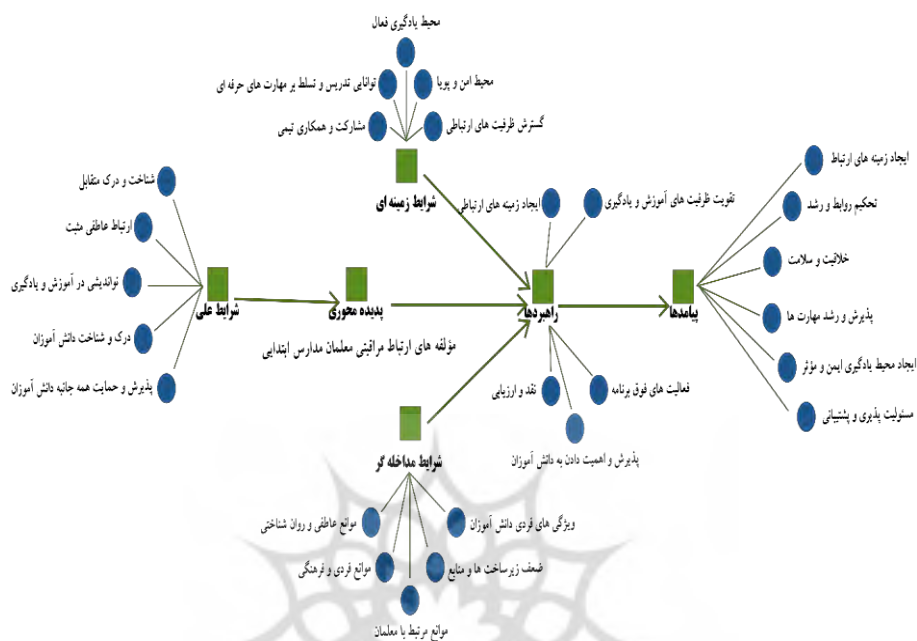 محیط یادگیری فعال
توانایی تدریس و تسلط بر مهارت های حرفه ای
محیط امن و پویا
مشارکت و همکاری تیمی
گسترش ظرفیت های ارتباطی
شرایط زمینه ای
شناخت و درک متقابل
ارتباط عاطفی مثبت
نواندیشی در آموزش و یادگیری
درک و شناخت دانش آموزان
پذیرش و حمایت همه جانبه دانش آموزان
شرایط علی
پدیده محوری
مؤلفه های ارتباط مراقبتی معلمان مدارس ابتدایی
ایجاد زمینه های ارتباطی
تقویت ظرفیت های آموزش و یادگیری
راهبردها
نقد و ارزیابی
فعالیت های فوق برنامه
پذیرش و اهمیت دادن به دانش آموزان
پیامدها
ایجاد زمینه های ارتباط
تحکیم روابط و رشد
خلاقیت و سلامت
پذیرش و رشد مهارت ها
ایجاد محیط یادگیری ایمن و مؤثر
مسئولیت پذیری و پشتیبانی
شرایط مداخله گر
موانع عاطفی و روان شناختی
ویژگی های فردی دانش آموزان
موانع فردی و فرهنگی
ضعف زیرساخت ها و منابع
موانع مرتبط با معلمان